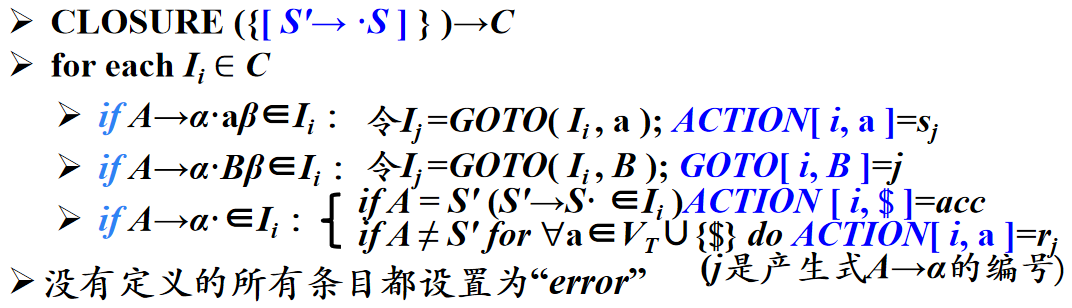 ➢ CLOSURE ({[ S'→ ·S ] } )→C
➢ for each Iᵢ ∈ C
➢ if A→α·aβ∈Iᵢ : 令Iⱼ =GOTO( Iᵢ , a ); ACTION[ i, a ]=sⱼ
➢ if A→α·Bβ∈Iᵢ : 令Iⱼ =GOTO( Iᵢ , B ); GOTO[ i, B ]=j
➢ if A→α· ∈Iᵢ : {
if A = S' (S'→S· ∈Iᵢ )ACTION [ i, $ ]=acc
if A ≠ S' for ∀a∈V_T∪{$} do ACTION[ i, a ]=rⱼ
(j是产生式A→α的编号)
➢ 没有定义的所有条目都设置为“error”